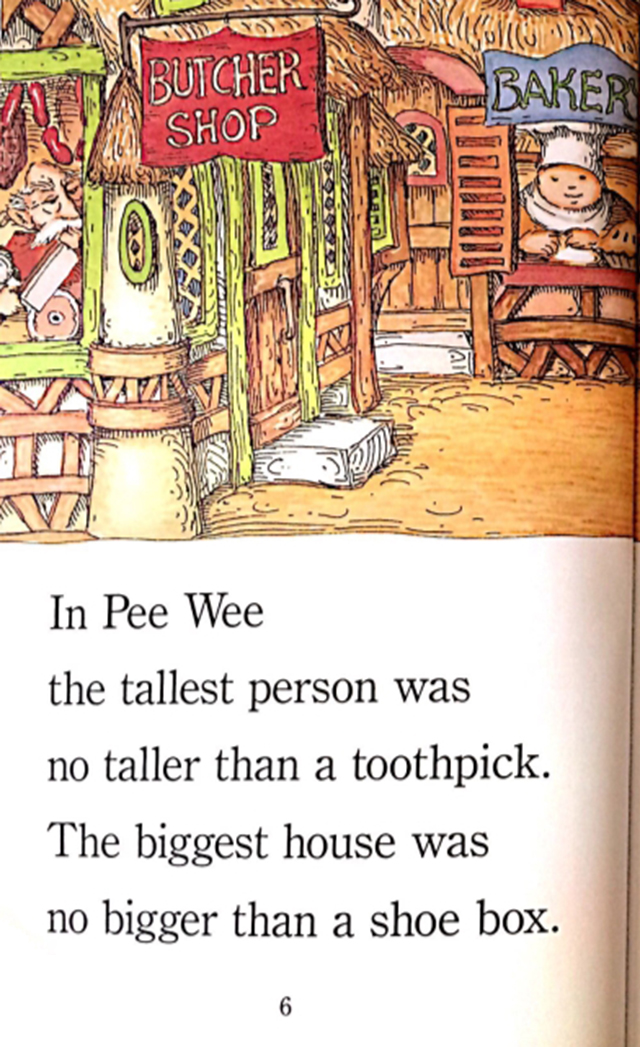 BUTCHER
SHOP
BAKERY
In Pee Wee
the tallest person was
no taller than a toothpick.
The biggest house was
no bigger than a shoe box.
6